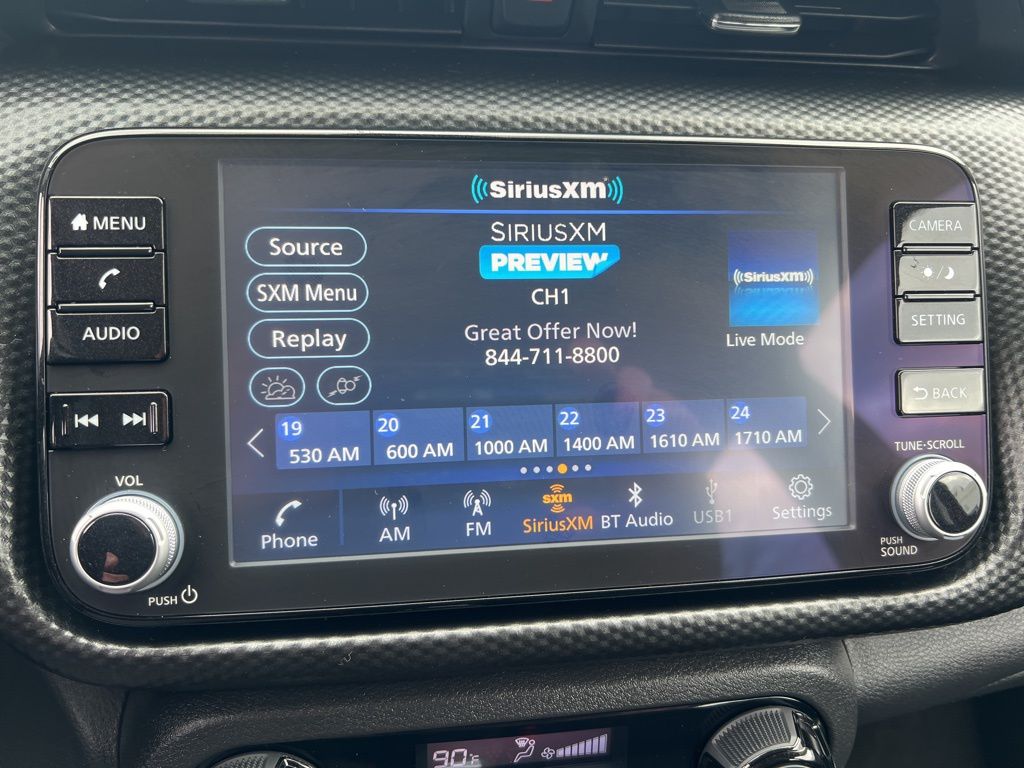 SiriusXM
MENU
AUDIO
VOL
PUSH
Source
SXM Menu
Replay
SIRIUSXM
PREVIEW
CH1
Great Offer Now!
844-711-8800
SiriusXM
Live Mode
19
530 AM
20
600 AM
21
1000 AM
22
1400 AM
23
1610 AM
24
1710 AM
Phone
AM
FM
sxm
SiriusXM
BT Audio
USB1
Settings
CAMERA
SETTING
BACK
TUNE·SCROLL
PUSH
SOUND